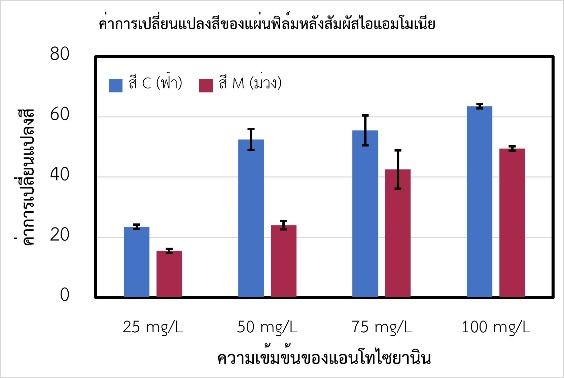 ค่าการเปลี่ยนแปลงสีของแผ่นฟิล์มหลังสัมผัสไอแอมโมเนีย
80
60
40
20
0
สี C (ฟ้า)
สี M (ม่วง)
ค่าการเปลี่ยนแปลงสี
25 mg/L
50 mg/L
75 mg/L
100 mg/L
ความเข้มข้นของแอนโทไซยานิน